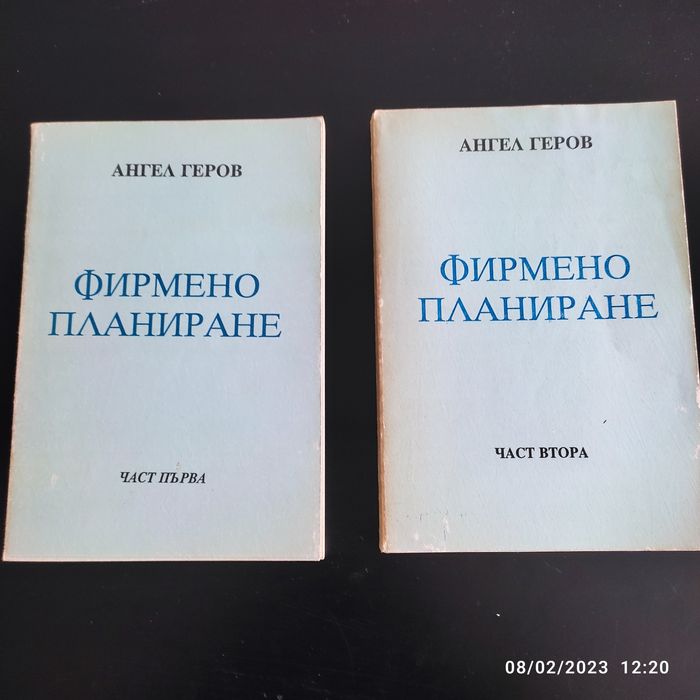 АНГЕЛ ГЕРОВ
ФИРМЕНО
ПЛАНИРАНЕ
ЧАСТ ПЪРВА
АНГЕЛ ГЕРОВ
ФИРМЕНО
ПЛАНИРАНЕ
ЧАСТ ВТОРА
08/02/2023 12:20